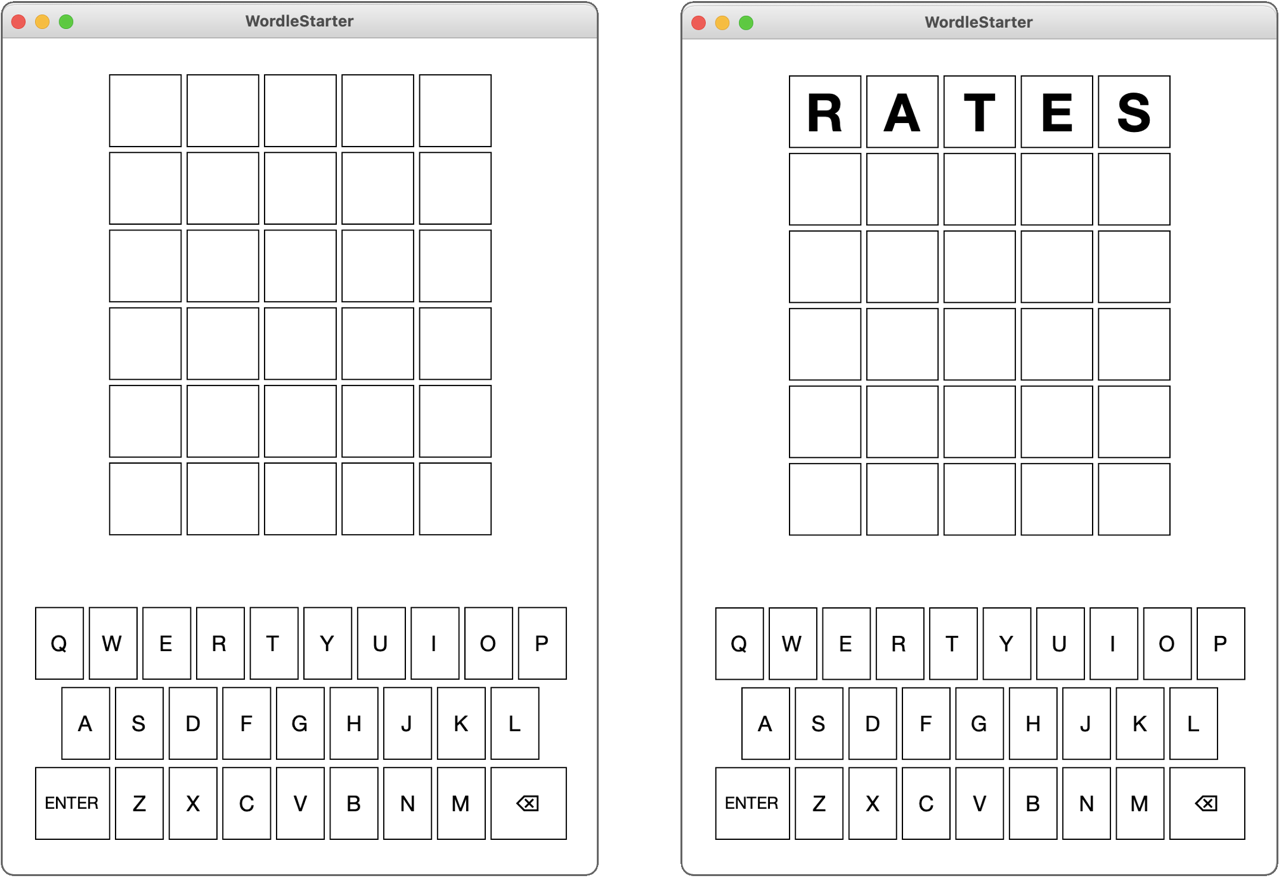 WordleStarter
Q W E R T Y U I O P
A S D F G H J K L
ENTER Z X C V B N M ⌫
WordleStarter
R A T E S
Q W E R T Y U I O P
A S D F G H J K L
ENTER Z X C V B N M ⌫